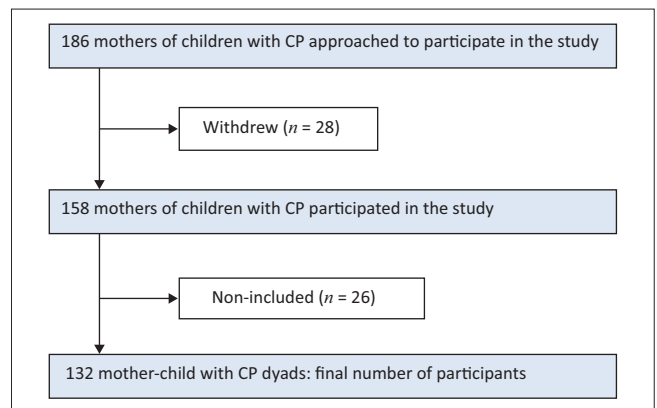 186 mothers of children with CP approached to participate in the study
Withdrew (n = 28)
158 mothers of children with CP participated in the study
Non-included (n = 26)
132 mother-child with CP dyads: final number of participants